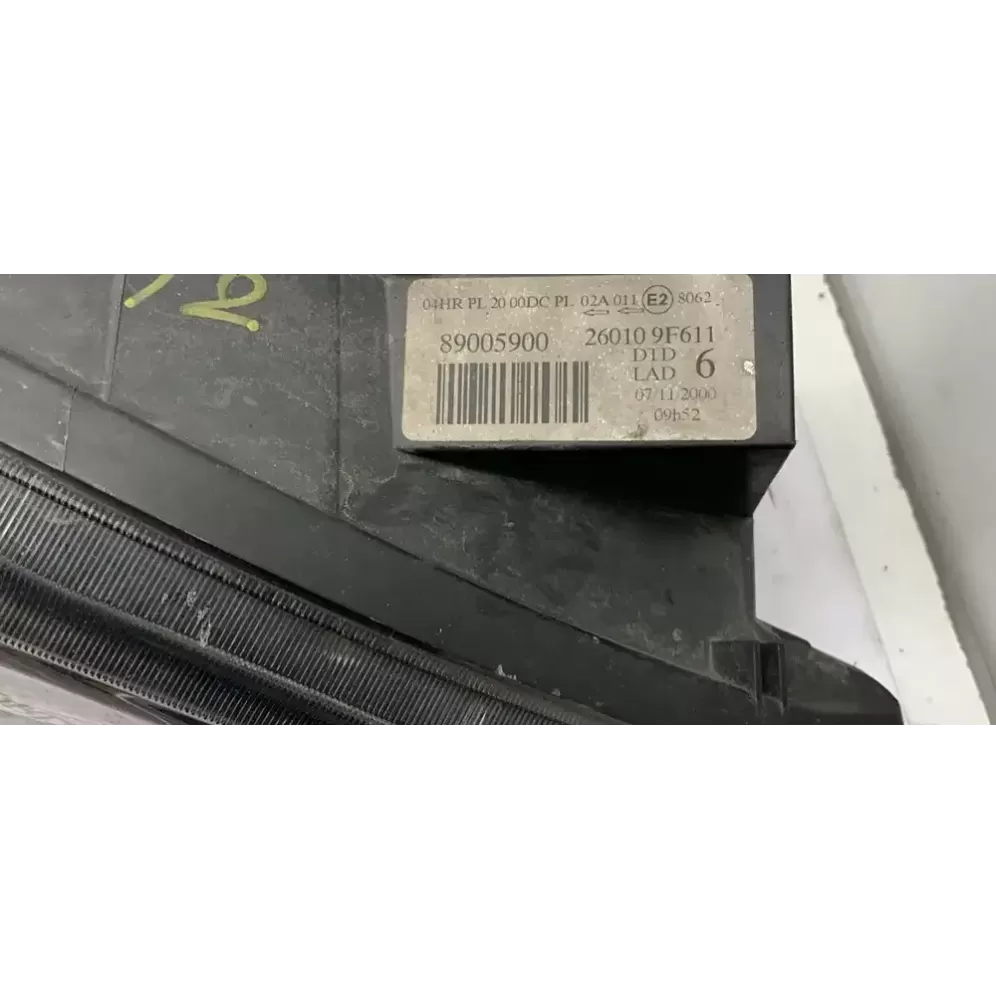 04HR PL 20 00DC PL 02A 011 E2 8062
89005900 26010 9F611
DTD
LAD 6
07/11/2000
09h52